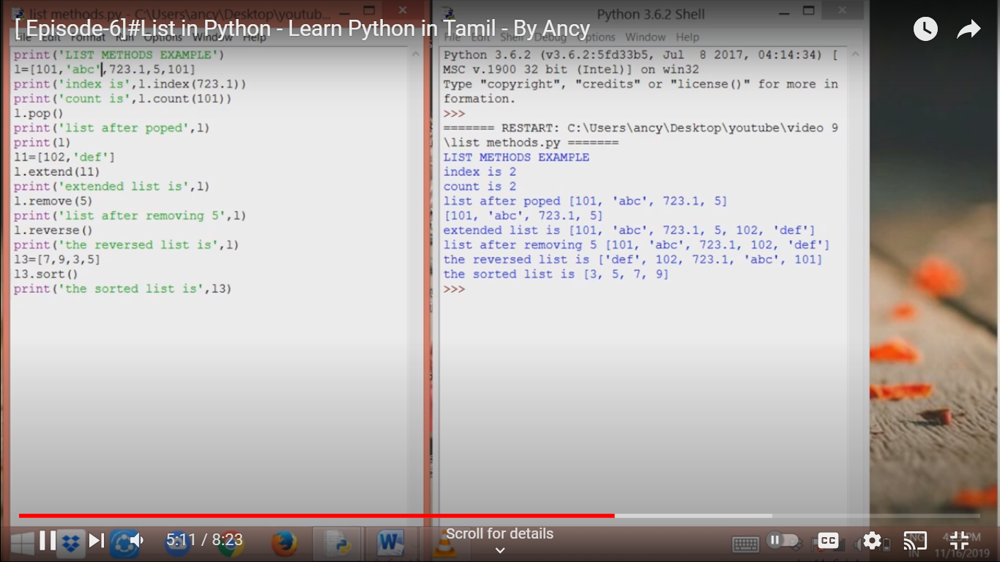 list methods.py - C:\Users\ancy\Desktop\youtub...
[ Episode-6]#List in Python - Learn Python in Tamil - By Ancy
File Edit Format Run Options Window Help
print('LIST METHODS EXAMPLE')
l=[101,'abc',723.1,5,101]
print('index is',l.index(723.1))
print('count is',l.count(101))
l.pop()
print('list after poped',l)
print(l)
l1=[102,'def']
l.extend(l1)
print('extended list is',l)
l.remove(5)
print('list after removing 5',l)
l.reverse()
print('the reversed list is',l)
l3=[7,9,3,5]
l3.sort()
print('the sorted list is',l3)
Python 3.6.2 Shell
File Edit Shell Debug Options Window Help
Python 3.6.2 (v3.6.2:5fd33b5, Jul  8 2017, 04:14:34) [
MSC v.1900 32 bit (Intel)] on win32
Type "copyright", "credits" or "license()" for more in
formation.
>>>
======= RESTART: C:\Users\ancy\Desktop\youtube\video 9
\list methods.py =======
LIST METHODS EXAMPLE
index is 2
count is 2
list after poped [101, 'abc', 723.1, 5]
[101, 'abc', 723.1, 5]
extended list is [101, 'abc', 723.1, 5, 102, 'def']
list after removing 5 [101, 'abc', 723.1, 102, 'def']
the reversed list is ['def', 102, 723.1, 'abc', 101]
the sorted list is [3, 5, 7, 9]
>>>
5:11 / 8:23
Scroll for details
CC
IN
11/16/2019